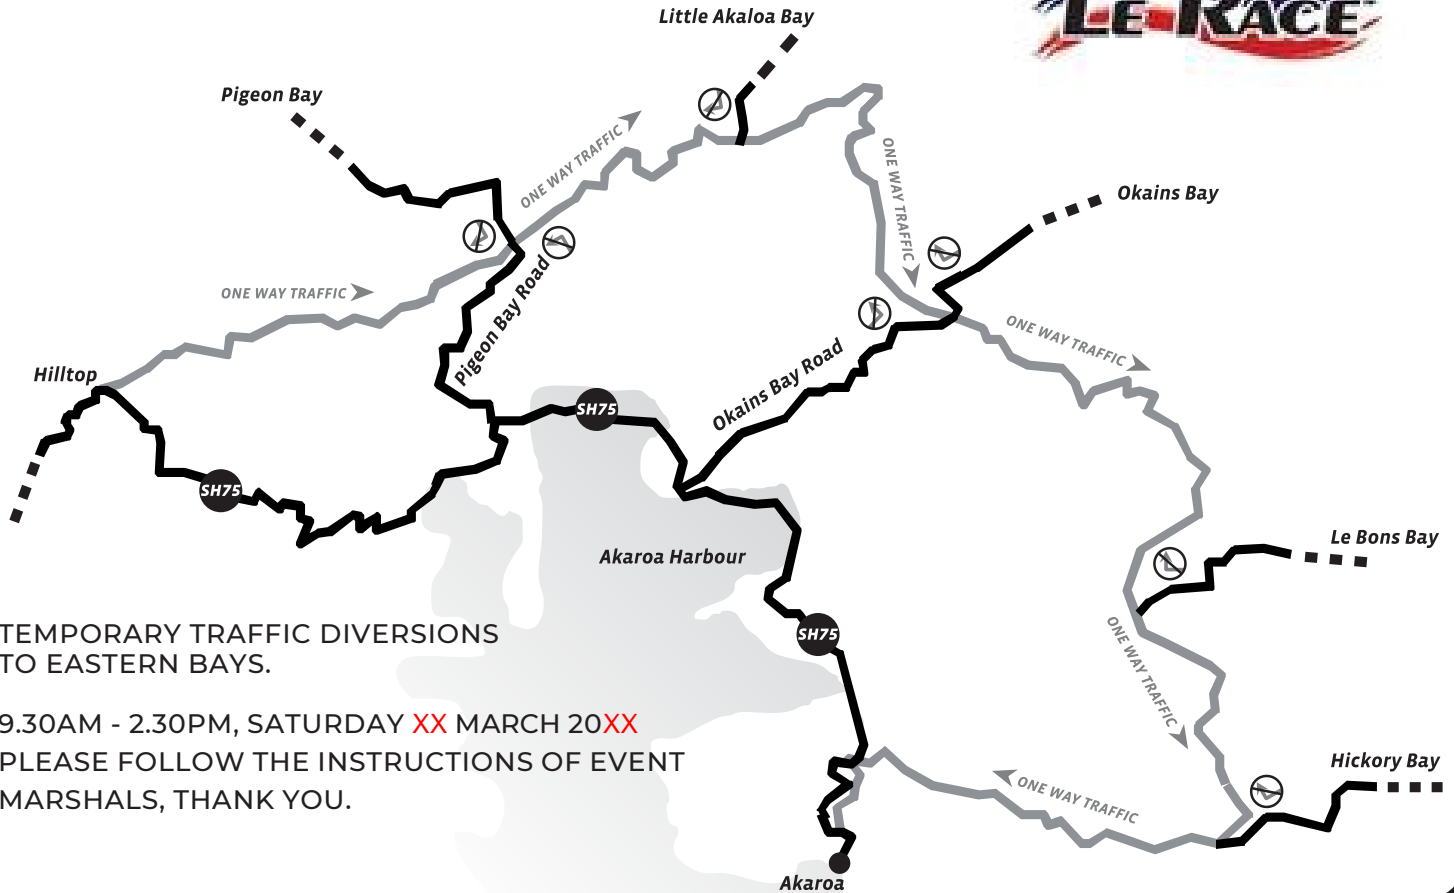 LE RACE
Little Akaloa Bay
Pigeon Bay
ONE WAY TRAFFIC
ONE WAY TRAFFIC
Okains Bay
ONE WAY TRAFFIC
Pigeon Bay Road
ONE WAY TRAFFIC
Okains Bay Road
Hilltop
SH75
SH75
Akaroa Harbour
Le Bons Bay
SH75
ONE WAY TRAFFIC
TEMPORARY TRAFFIC DIVERSIONS
TO EASTERN BAYS.
9.30AM - 2.30PM, SATURDAY XX MARCH 20XX
PLEASE FOLLOW THE INSTRUCTIONS OF EVENT
MARSHALS, THANK YOU.
Hickory Bay
ONE WAY TRAFFIC
Akaroa